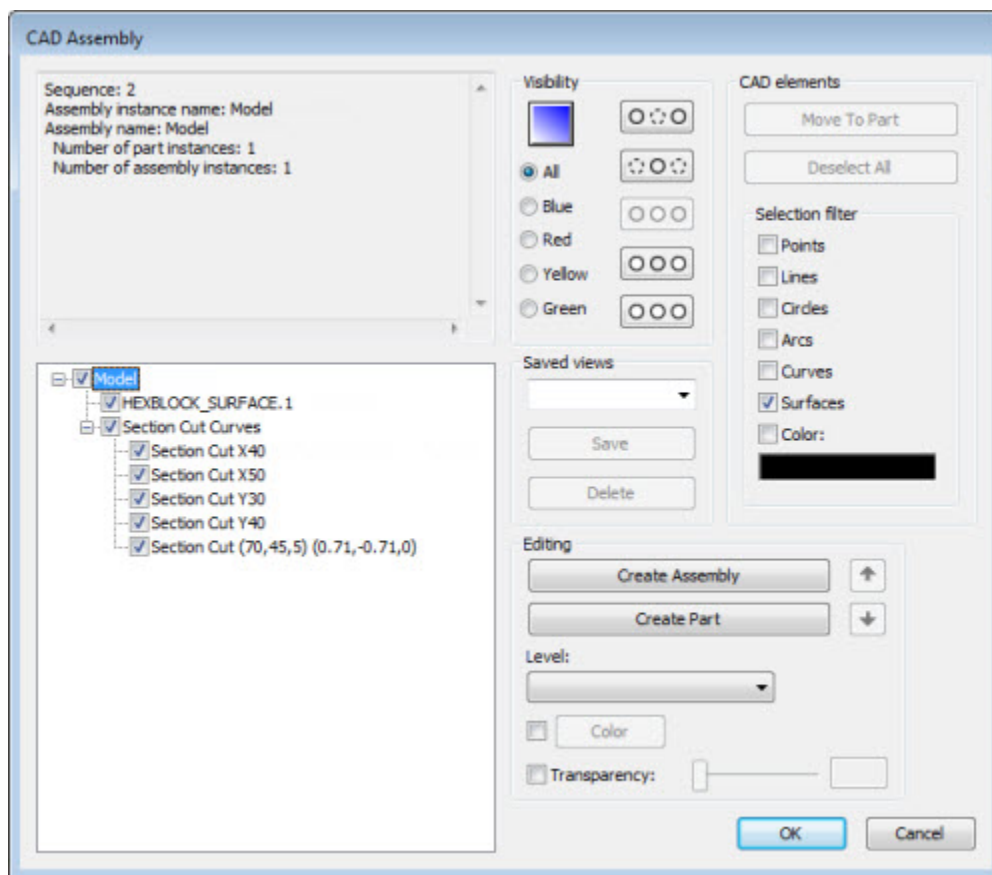 CAD Assembly
Sequence: 2
Assembly instance name: Model
Assembly name: Model
Number of part instances: 1
Number of assembly instances: 1
Model
HEXBLOCK_SURFACE.1
Section Cut Curves
Section Cut X40
Section Cut X50
Section Cut Y30
Section Cut Y40
Section Cut (70,45,5) (0.71,-0.71,0)
Visibility
All
Blue
Red
Yellow
Green
Saved views
Save
Delete
CAD elements
Move To Part
Deselect All
Selection filter
Points
Lines
Circles
Arcs
Curves
Surfaces
Color:
Editing
Create Assembly
Create Part
Level:
Color
Transparency:
OK
Cancel